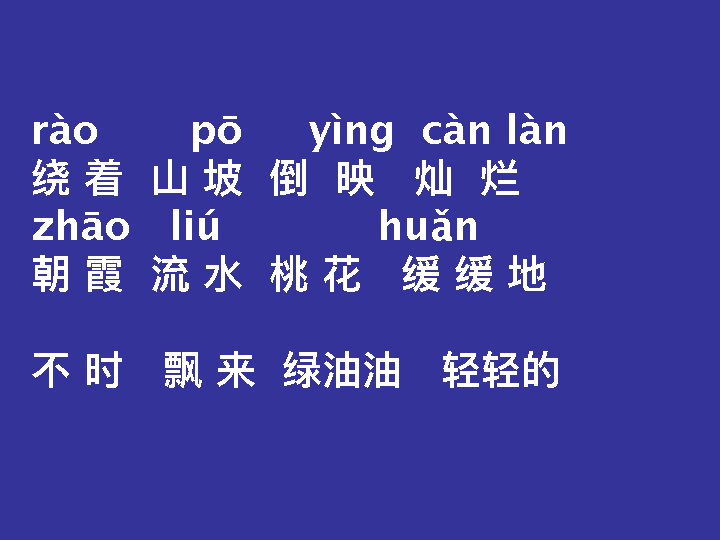 rào pō yìng càn làn
绕 着 山 坡 倒 映 灿 烂
zhāo liú huǎn
朝 霞 流 水 桃 花 缓 缓 地
不 时 飘 来 绿油油 轻轻的